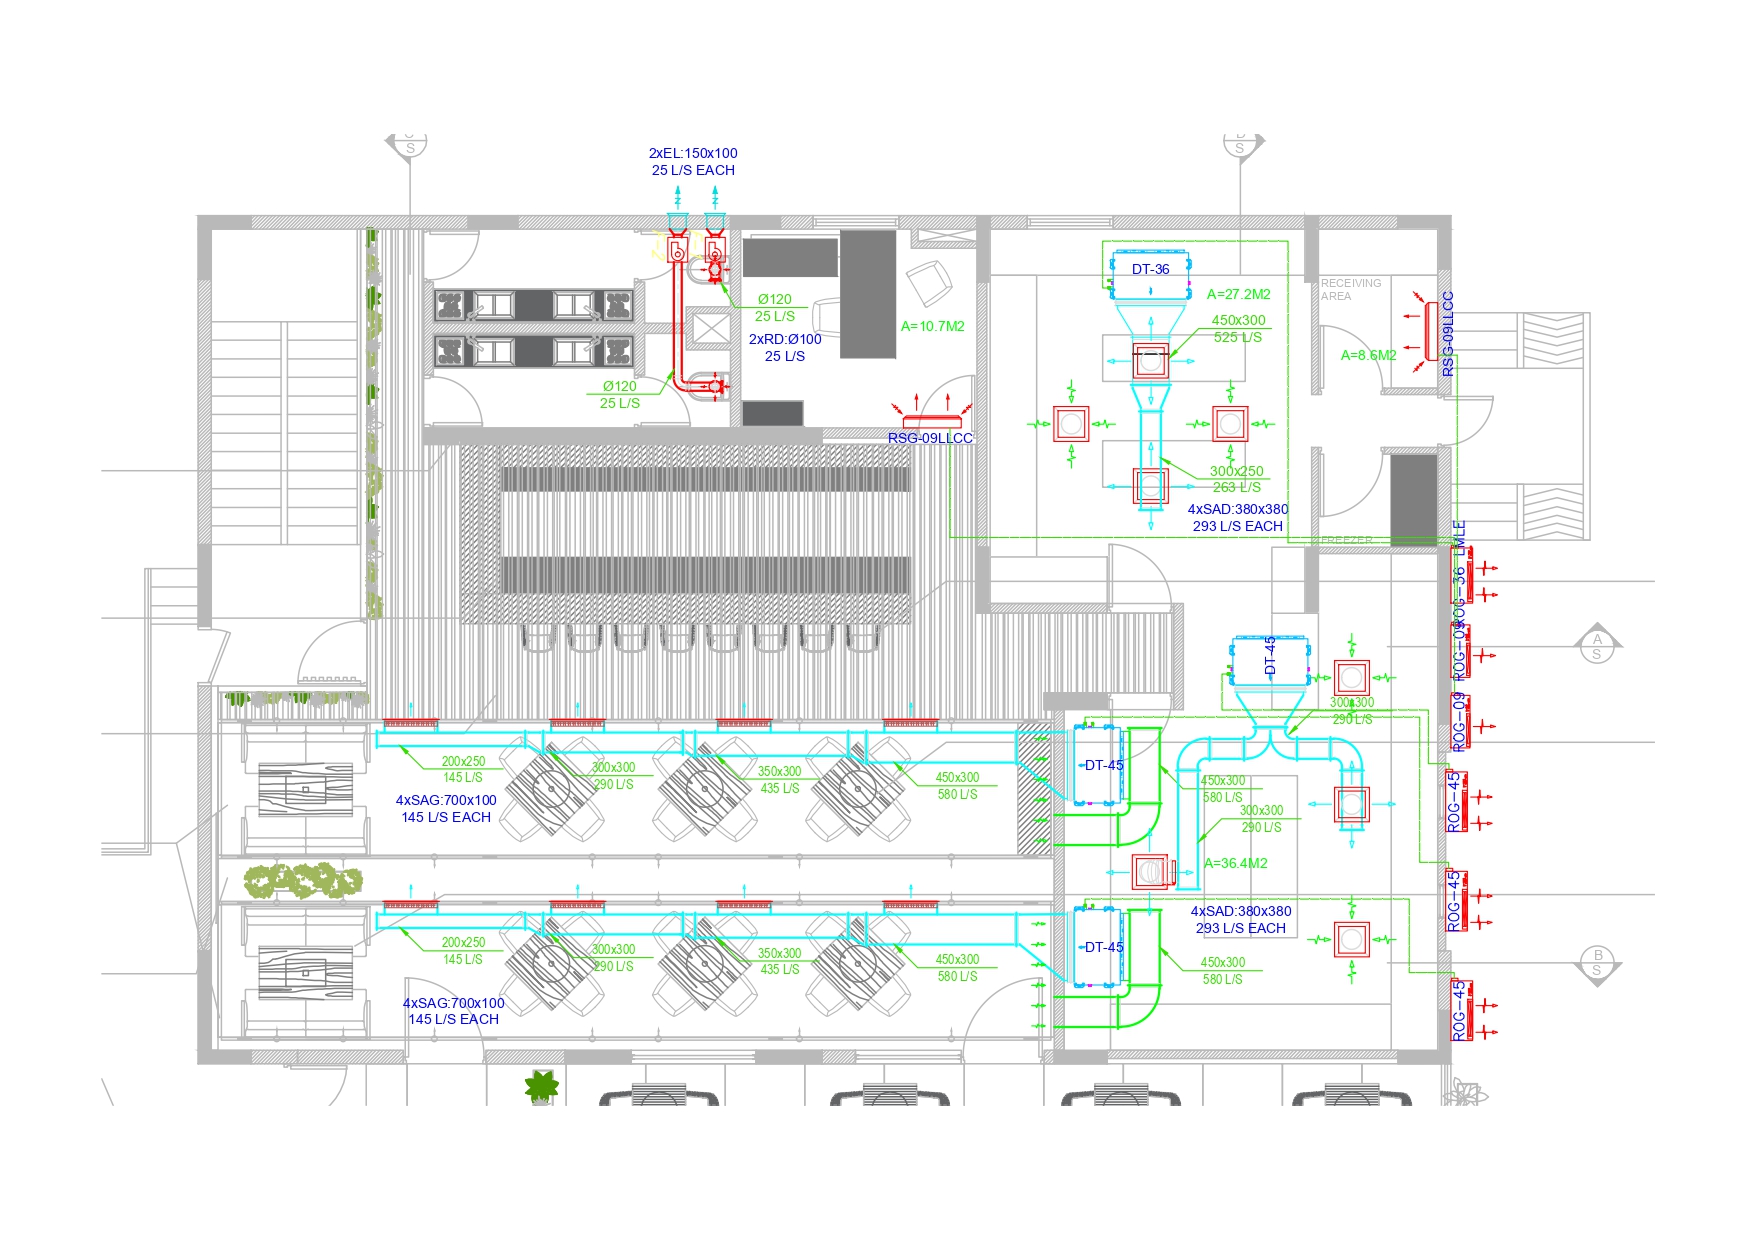 S
S
2xEL:150x100
25 L/S EACH
DT-36
A=27.2M2
RECEIVING
AREA
Ø120
25 L/S
A=10.7M2
2xRD:Ø100
25 L/S
450x300
525 L/S
A=8.6M2
RSG-09LLCC
Ø120
25 L/S
RSG-09LLCC
300x250
263 L/S
4xSAD:380x380
293 L/S EACH
FREEZER
ROG-36 LMLE
ROG-09
ROG-09
A
S
DT-45
300x300
290 L/S
200x250
145 L/S
300x300
290 L/S
350x300
435 L/S
450x300
580 L/S
DT-45
450x300
580 L/S
ROG-45
4xSAG:700x100
145 L/S EACH
300x300
290 L/S
A=36.4M2
ROG-45
4xSAD:380x380
293 L/S EACH
200x250
145 L/S
300x300
290 L/S
350x300
435 L/S
450x300
580 L/S
DT-45
450x300
580 L/S
B
S
4xSAG:700x100
145 L/S EACH
ROG-45